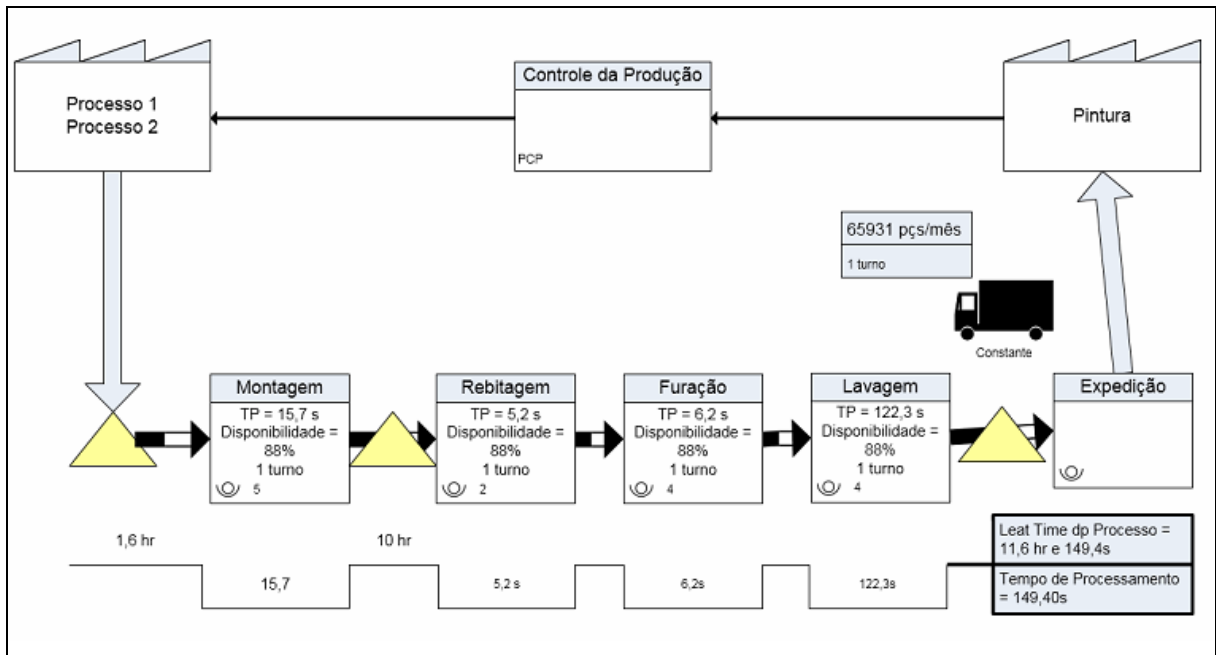 Processo 1
Processo 2
Controle da Produção
PCP
Pintura
65931 pçs/mês
1 turno
Constante
Montagem
TP = 15,7 s
Disponibilidade =
88%
1 turno
5
Rebitagem
TP = 5,2 s
Disponibilidade =
88%
1 turno
2
Furação
TP = 6,2 s
Disponibilidade =
88%
1 turno
4
Lavagem
TP = 122,3 s
Disponibilidade =
88%
1 turno
4
Expedição
1,6 hr
10 hr
15,7
5,2 s
6,2s
122,3s
Leat Time dp Processo =
11,6 hr e 149,4s
Tempo de Processamento
= 149,40s